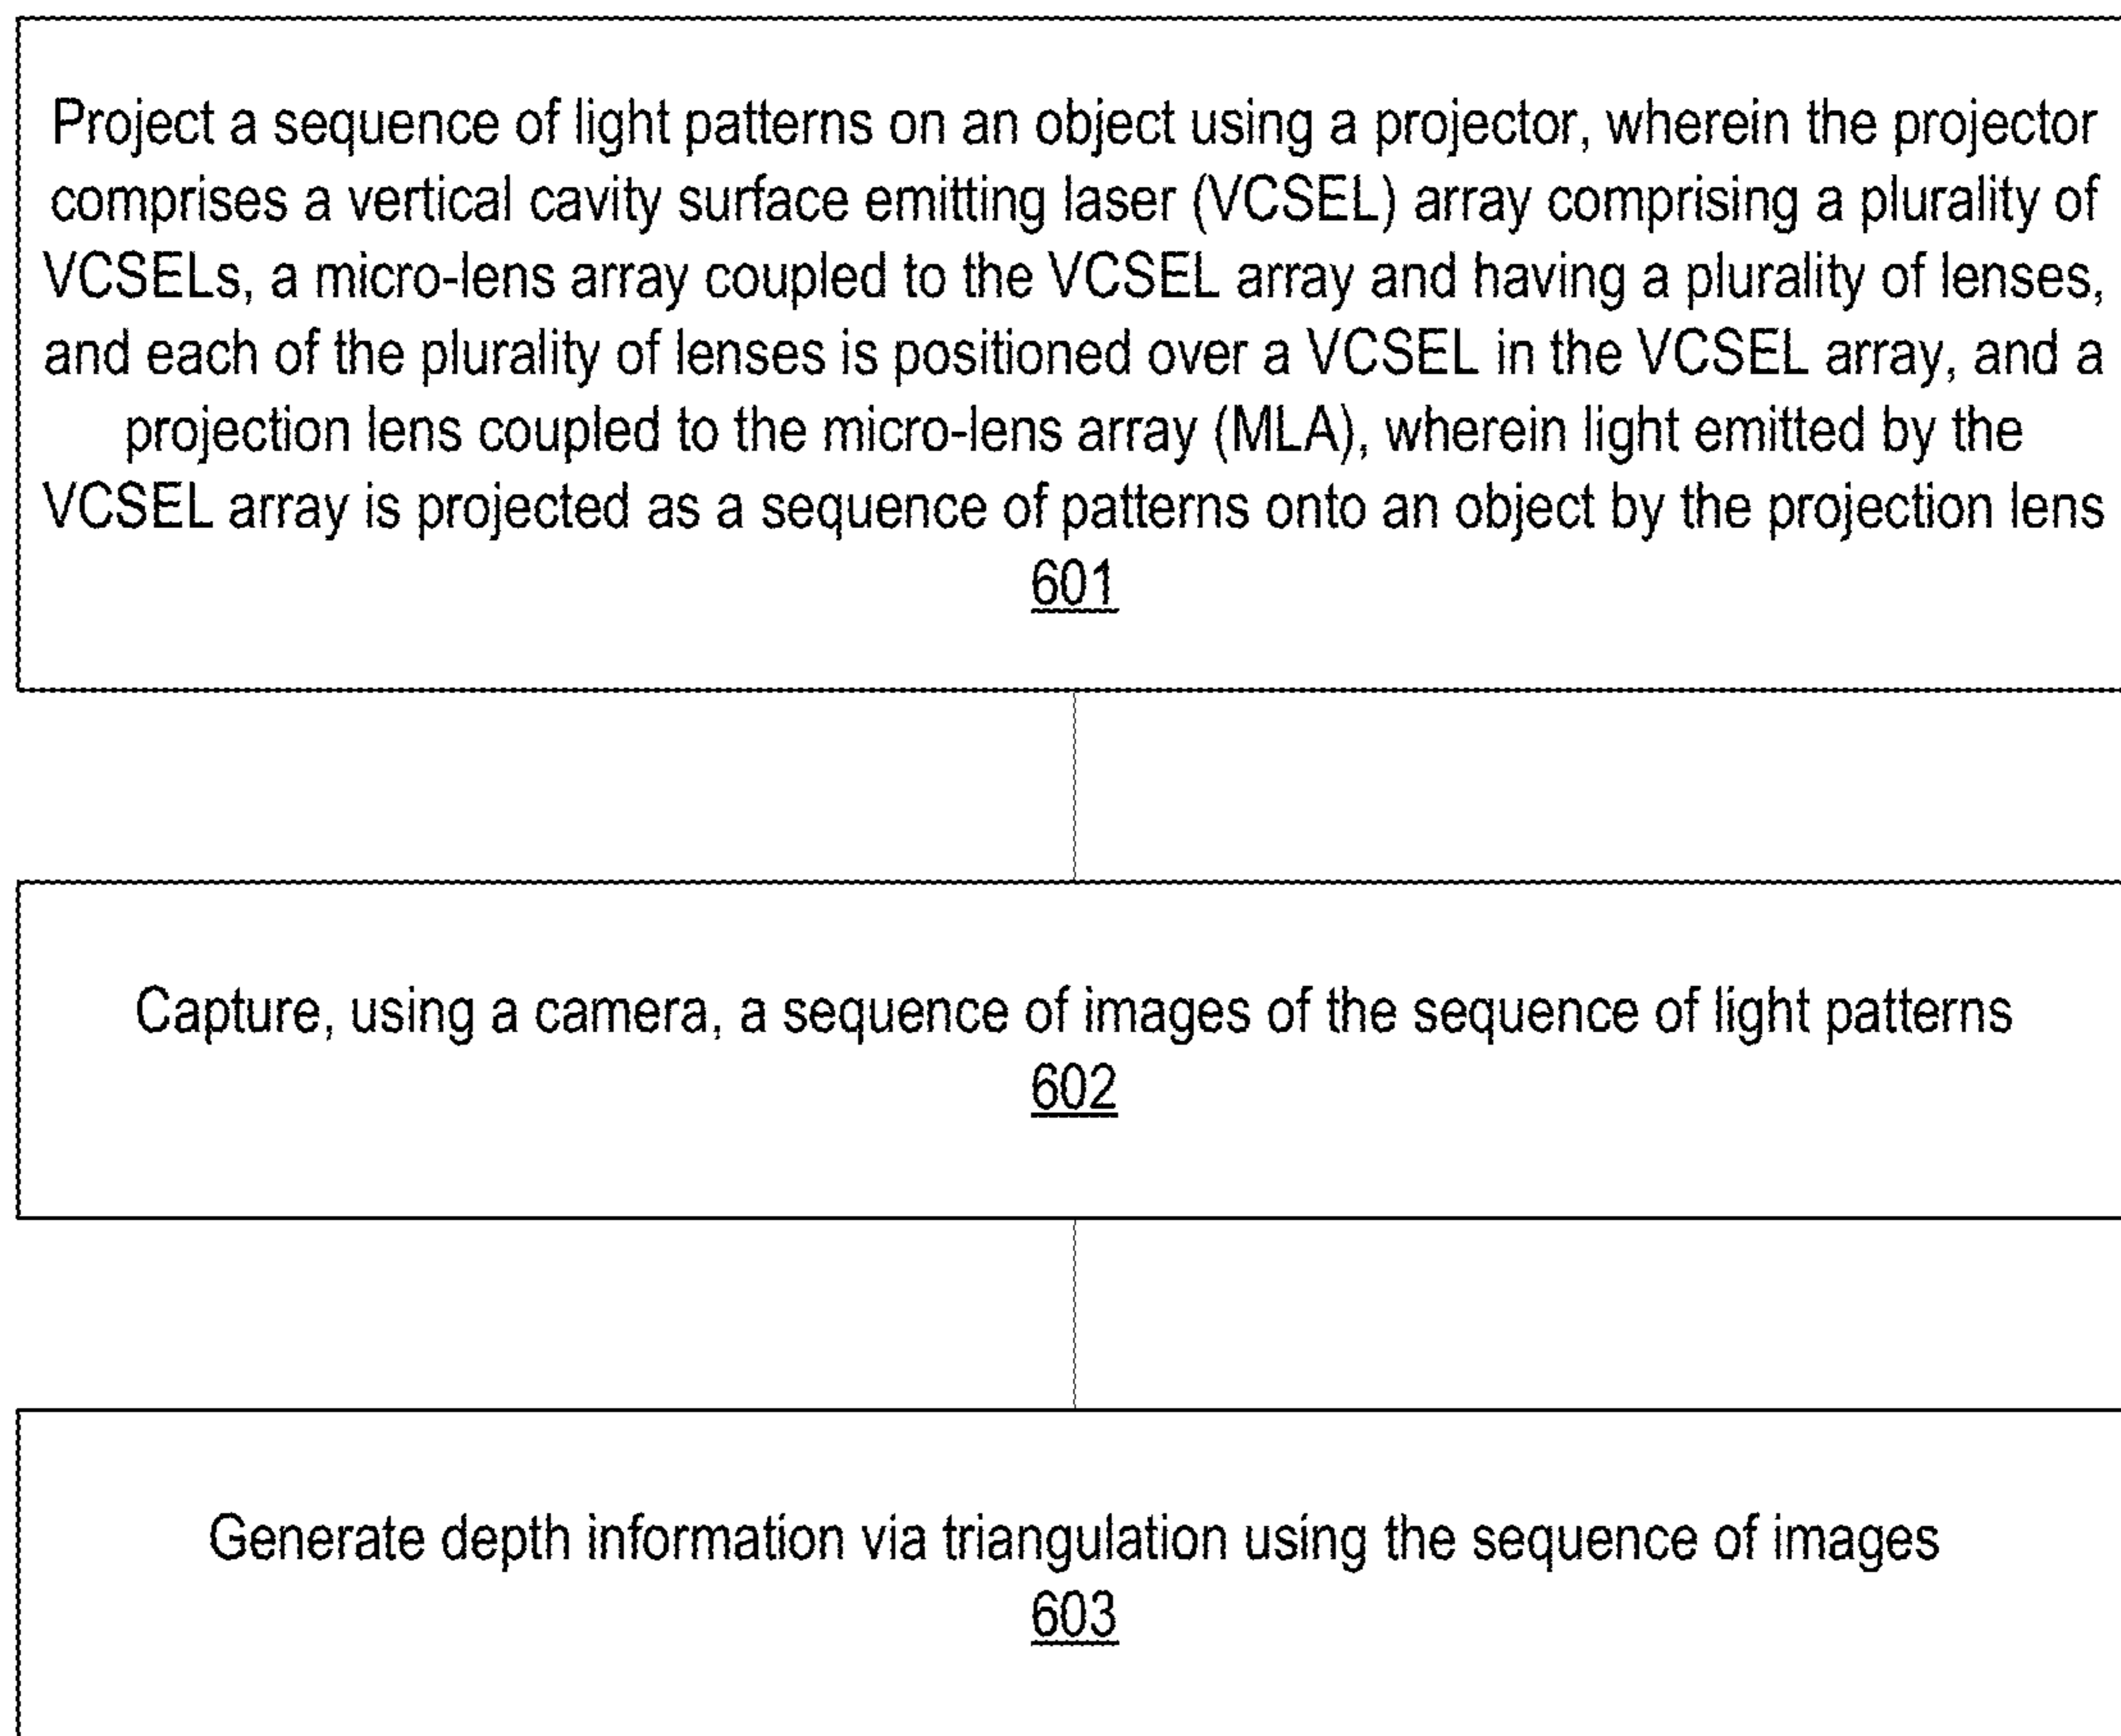 Project a sequence of light patterns on an object using a projector, wherein the projector
comprises a vertical cavity surface emitting laser (VCSEL) array comprising a plurality of
VCSELs, a micro-lens array coupled to the VCSEL array and having a plurality of lenses,
and each of the plurality of lenses is positioned over a VCSEL in the VCSEL array, and a
projection lens coupled to the micro-lens array (MLA), wherein light emitted by the
VCSEL array is projected as a sequence of patterns onto an object by the projection lens
601
Capture, using a camera, a sequence of images of the sequence of light patterns
602
Generate depth information via triangulation using the sequence of images
603